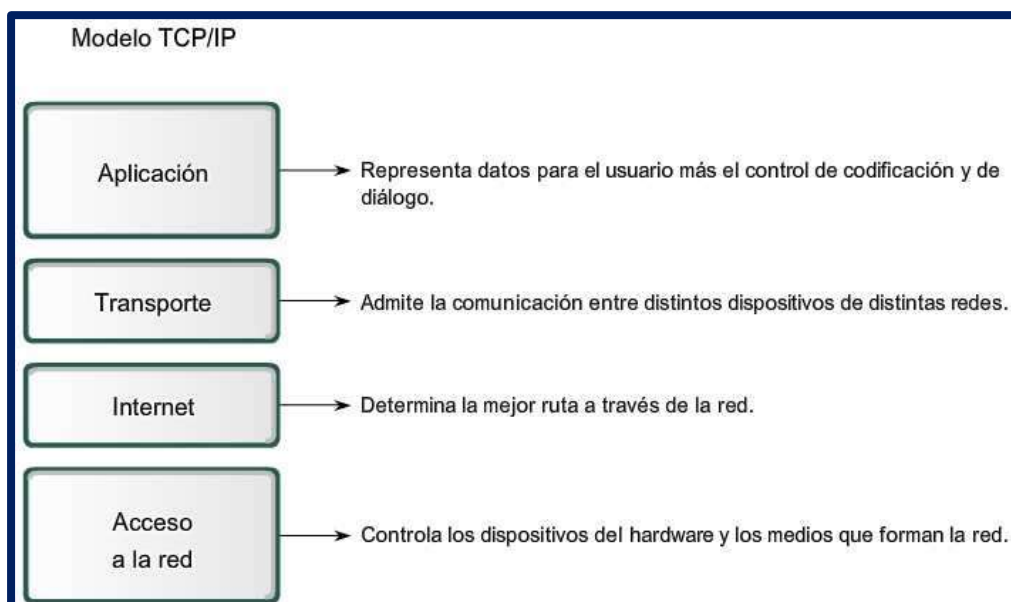 Modelo TCP/IP
Aplicación
Representa datos para el usuario más el control de codificación y de
diálogo.
Transporte
Admite la comunicación entre distintos dispositivos de distintas redes.
Internet
Determina la mejor ruta a través de la red.
Acceso
a la red
Controla los dispositivos del hardware y los medios que forman la red.